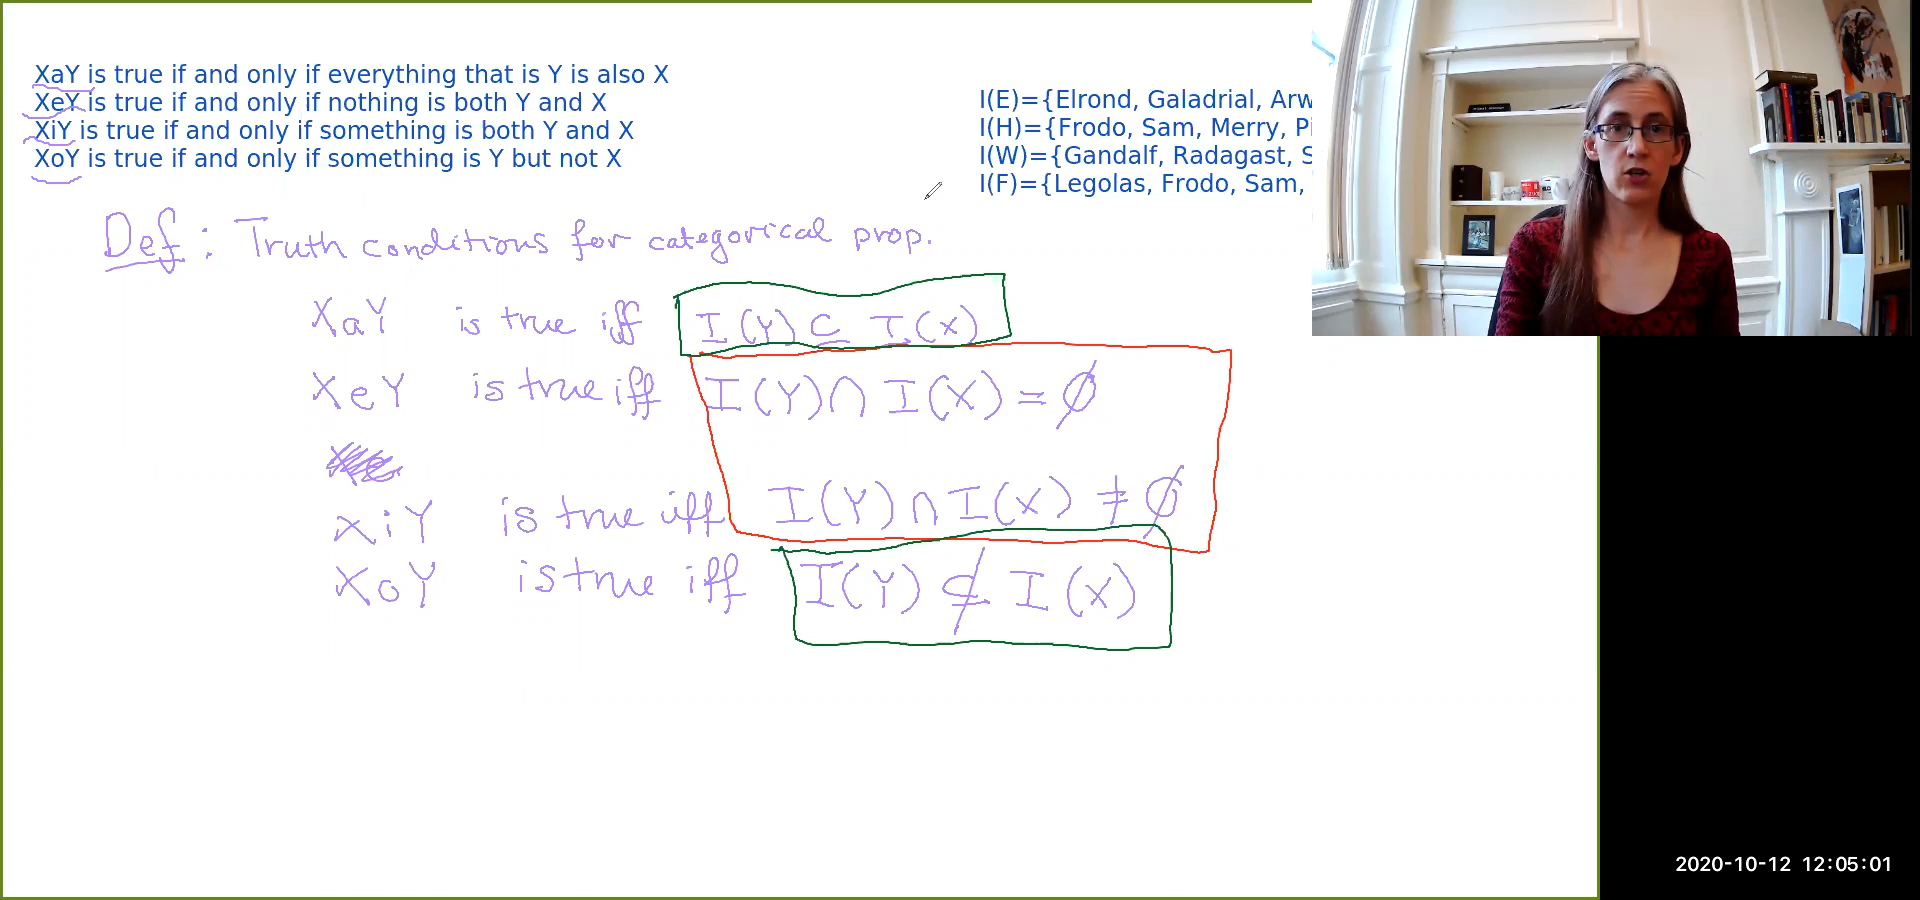 XaY is true if and only if everything that is Y is also X
XeY is true if and only if nothing is both Y and X
XiY is true if and only if something is both Y and X
XoY is true if and only if something is Y but not X
I(E)={Elrond, Galadrial, Arw
I(H)={Frodo, Sam, Merry, Pi
I(W)={Gandalf, Radagast, S
I(F)={Legolas, Frodo, Sam,
Def: Truth conditions for categorical prop.
XaY is true iff I(Y) ⊆ I(X)
XeY is true iff I(Y) ∩ I(X) = ∅
XiY is true iff I(Y) ∩ I(X) ≠ ∅
XoY is true iff I(Y) ⊈ I(X)
2020-10-12 12:05:01